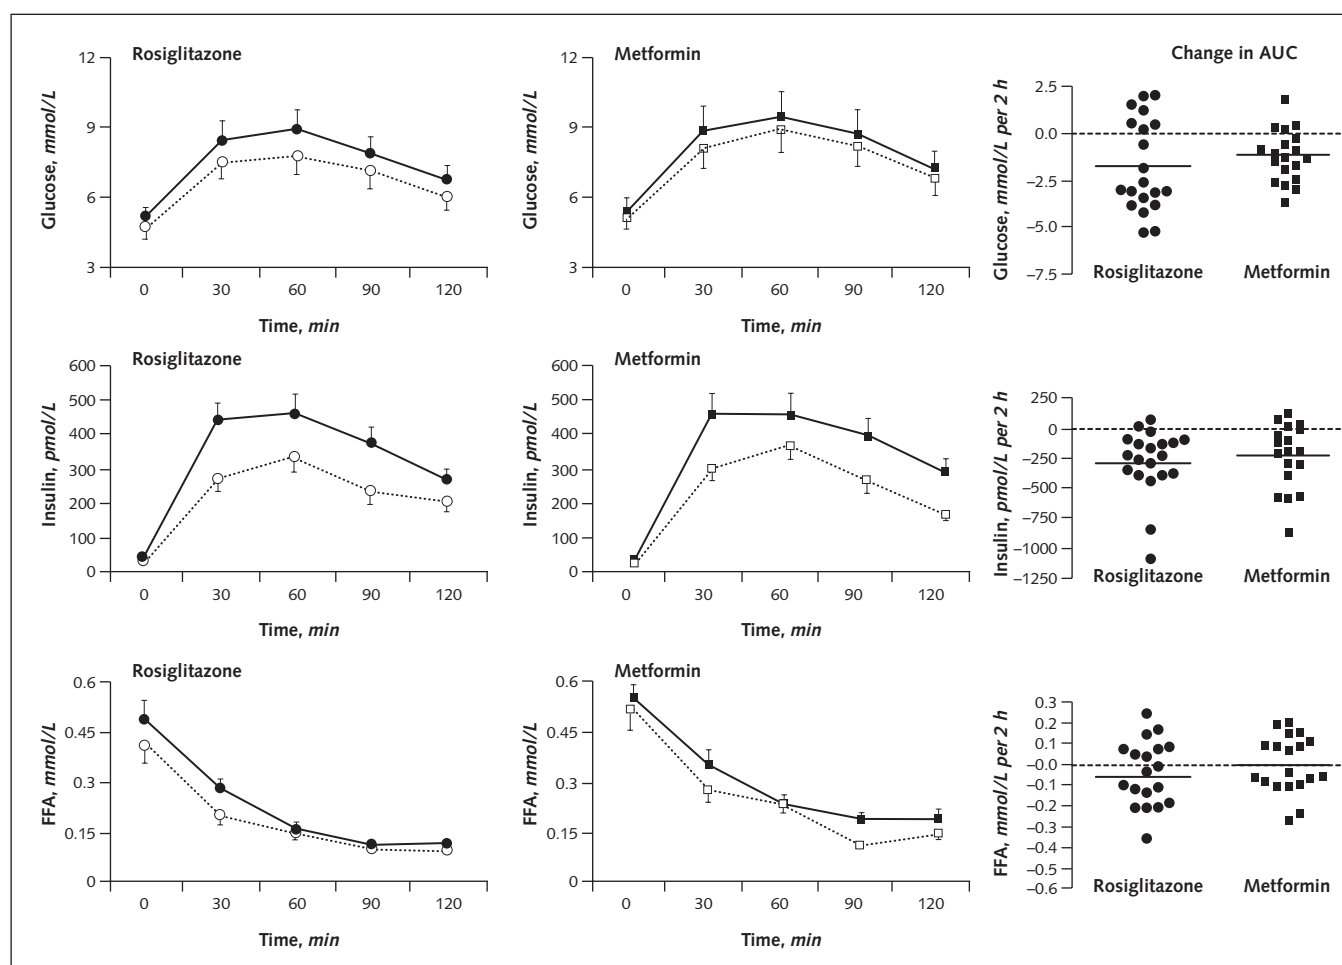 Rosiglitazone
12
9
6
3
Glucose, mmol/L
0 30 60 90 120
Time, min
Metformin
12
9
6
3
Glucose, mmol/L
0 30 60 90 120
Time, min
Change in AUC
2.5
0.0
–2.5
–5.0
–7.5
Glucose, mmol/L per 2 h
Rosiglitazone Metformin
Rosiglitazone
600
500
400
300
200
100
0
Insulin, pmol/L
0 30 60 90 120
Time, min
Metformin
600
500
400
300
200
100
0
Insulin, pmol/L
0 30 60 90 120
Time, min
250
0
–250
–500
–750
–1000
–1250
Insulin, pmol/L per 2 h
Rosiglitazone Metformin
Rosiglitazone
0.6
0.45
0.3
0.15
0
FFA, mmol/L
0 30 60 90 120
Time, min
Metformin
0.6
0.45
0.3
0.15
0
FFA, mmol/L
0 30 60 90 120
Time, min
0.3
0.2
0.1
–0.0
–0.1
–0.2
–0.3
–0.4
–0.5
–0.6
FFA, mmol/L per 2 h
Rosiglitazone Metformin